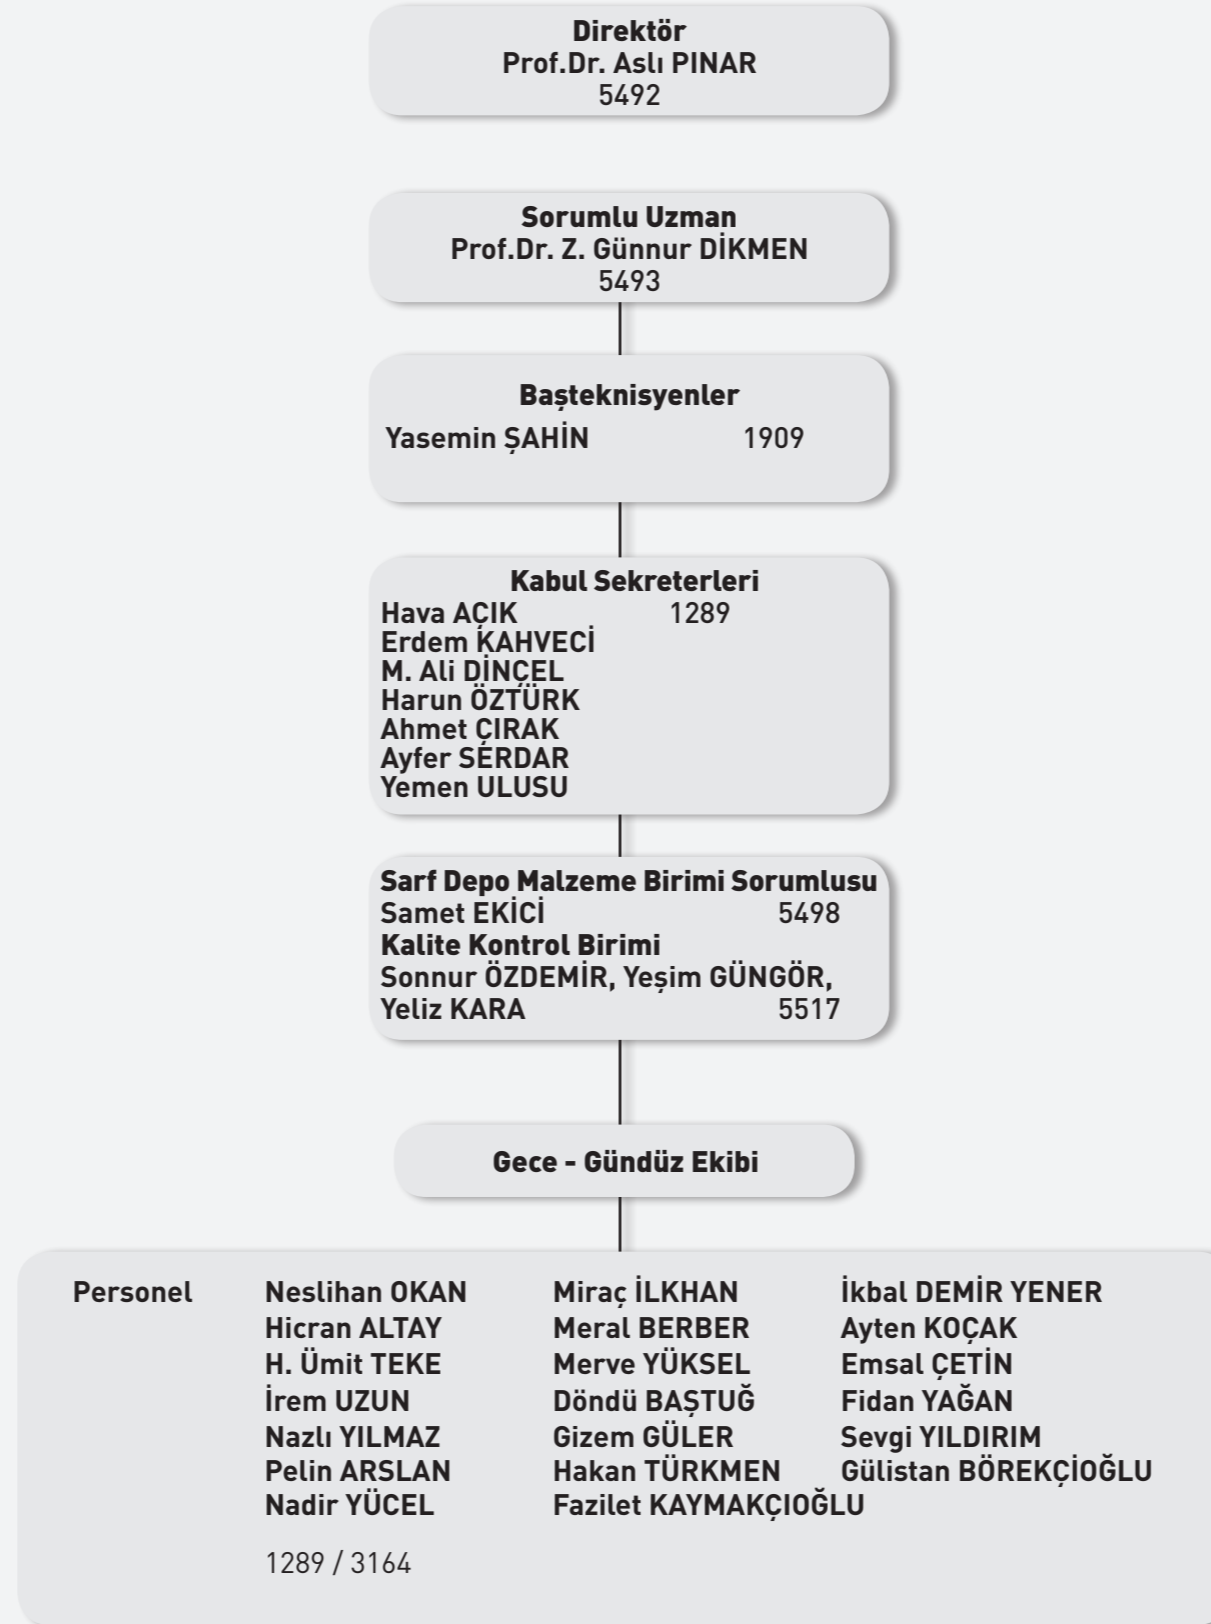 Direktör
Prof.Dr. Aslı PINAR
5492
Sorumlu Uzman
Prof.Dr. Z. Günnur DİKMEN
5493
Başteknisyenler
Yasemin ŞAHİN 1909
Kabul Sekreterleri
Hava AÇIK 1289
Erdem KAHVECİ
M. Ali DİNÇEL
Harun ÖZTÜRK
Ahmet ÇIRAK
Ayfer SERDAR
Yemen ULUSU
Sarf Depo Malzeme Birimi Sorumlusu
Samet EKİCİ 5498
Kalite Kontrol Birimi
Sonnur ÖZDEMİR, Yeşim GÜNGÖR,
Yeliz KARA 5517
Gece - Gündüz Ekibi
Personel Neslihan OKAN Miraç İLKHAN İkbal DEMİR YENER
Hicran ALTAY Meral BERBER Ayten KOÇAK
H. Ümit TEKE Merve YÜKSEL Emsal ÇETİN
İrem UZUN Döndü BAŞTUĞ Fidan YAĞAN
Nazlı YILMAZ Gizem GÜLER Sevgi YILDIRIM
Pelin ARSLAN Hakan TÜRKMEN Gülistan BÖREKÇİOĞLU
Nadir YÜCEL Fazilet KAYMAKÇIOĞLU
1289 / 3164